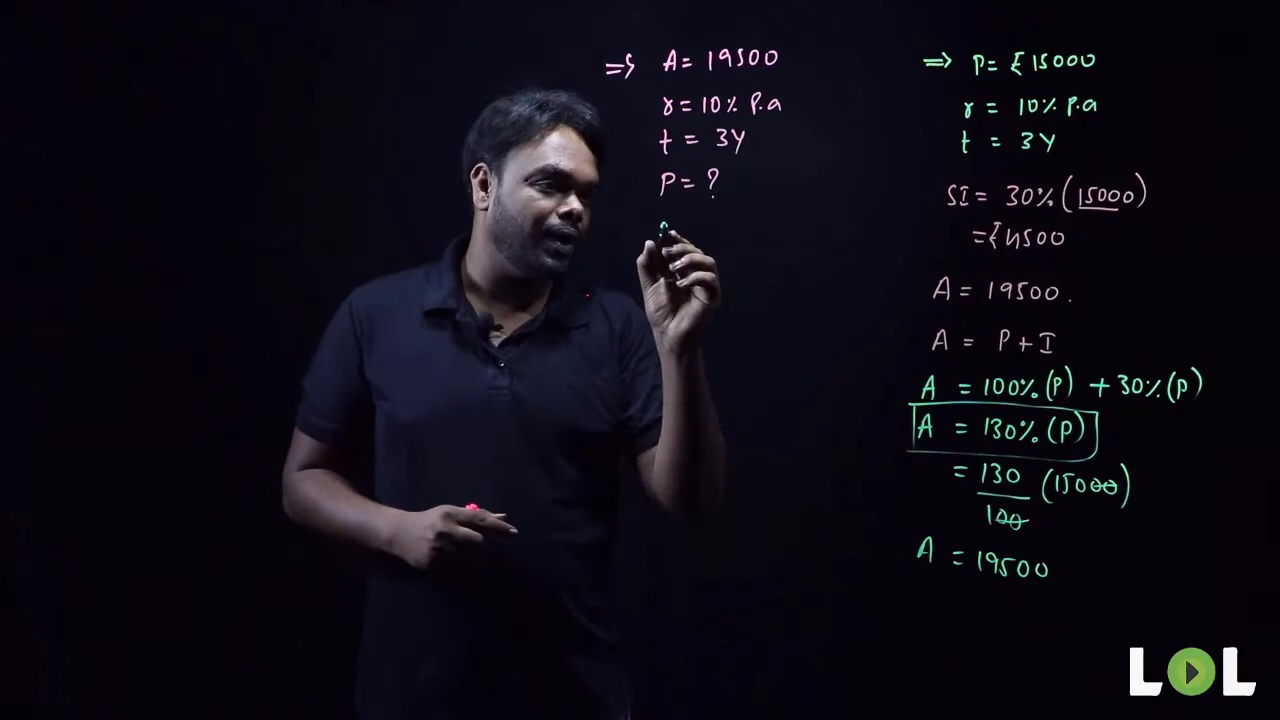 ⇒ A = 19500
r = 10% P.a
t = 3Y
P = ?
⇒ P = ₹15000
r = 10% P.a
t = 3Y
SI = 30% (15000)
= ₹4500
A = 19500.
A = P + I
A = 100% (P) + 30% (P)
A = 130% (P)
= 130/100 (15000)
A = 19500
LOL